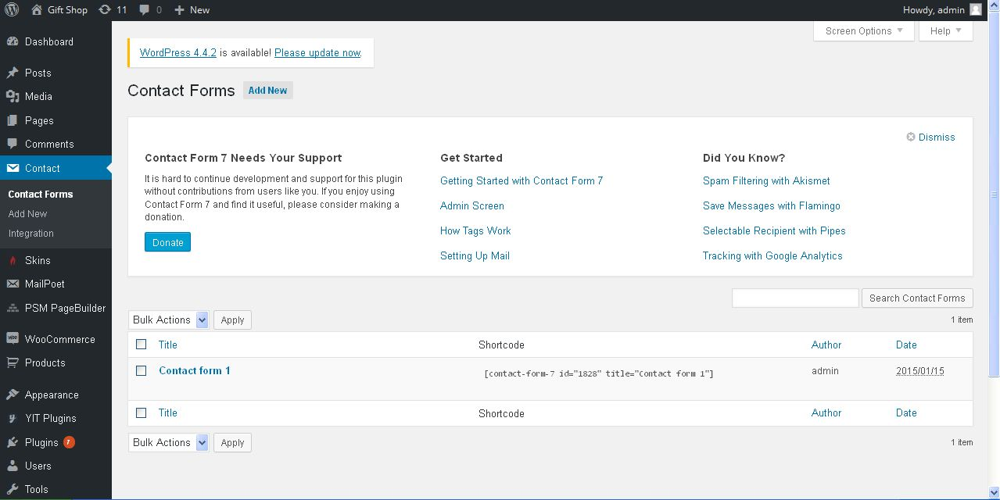 Gift Shop 11 0 New Howdy, admin
Screen Options Help
Dashboard
Posts
Media
Pages
Comments
Contact
Contact Forms
Add New
Integration
Skins
MailPoet
PSM PageBuilder
WooCommerce
Products
Appearance
YIT Plugins
Plugins 7
Users
Tools
WordPress 4.4.2 is available! Please update now.
Contact Forms Add New
Dismiss
Contact Form 7 Needs Your Support
It is hard to continue development and support for this plugin
without contributions from users like you. If you enjoy using
Contact Form 7 and find it useful, please consider making a
donation.
Donate
Get Started
Getting Started with Contact Form 7
Admin Screen
How Tags Work
Setting Up Mail
Did You Know?
Spam Filtering with Akismet
Save Messages with Flamingo
Selectable Recipient with Pipes
Tracking with Google Analytics
Search Contact Forms
Bulk Actions Apply 1 item
Title Shortcode Author Date
Contact form 1 [contact-form-7 id="1828" title="Contact form 1"] admin 2015/01/15
Title Shortcode Author Date
Bulk Actions Apply 1 item